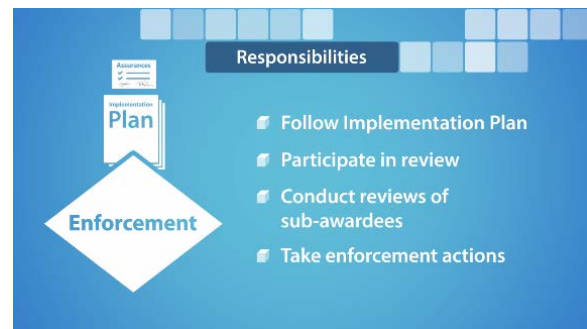 Responsibilities
Assurances
Implementation
Plan
Enforcement
Follow Implementation Plan
Participate in review
Conduct reviews of
sub-awardees
Take enforcement actions